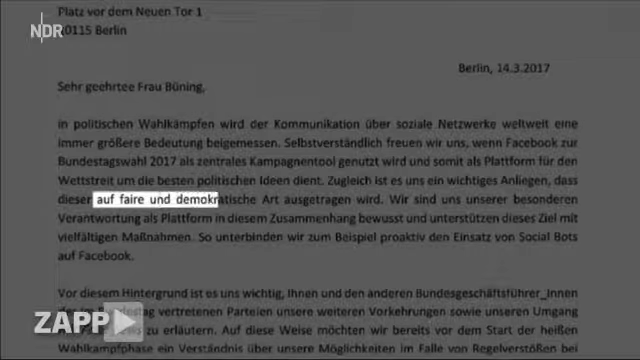 NDR
Platz vor dem Neuen Tor 1
10115 Berlin
Berlin, 14.3.2017
Sehr geehrtee Frau Büning,
in politischen Wahlkämpfen wird der Kommunikation über soziale Netzwerke weltweit eine
immer größere Bedeutung beigemessen. Selbstverständlich freuen wir uns, wenn Facebook zur
Bundestagswahl 2017 als zentrales Kampagnentool genutzt wird und somit als Plattform für den
Wettstreit um die besten politischen Ideen dient. Zugleich ist es uns ein wichtiges Anliegen, dass
dieser auf faire und demokratische Art ausgetragen wird. Wir sind uns unserer besonderen
Verantwortung als Plattform in diesem Zusammenhang bewusst und unterstützen dieses Ziel mit
vielfältigen Maßnahmen. So unterbinden wir zum Beispiel proaktiv den Einsatz von Social Bots
auf Facebook.
Vor diesem Hintergrund ist es uns wichtig, Ihnen und den anderen Bundesgeschäftsführer_Innen
vertretenen Parteien unsere weiteren Vorkehrungen sowie unseren Umgang
zu erläutern. Auf diese Weise möchten wir bereits vor dem Start der heißen
Wahlkampfphase ein Verständnis über unsere Möglichkeiten im Falle von Regelverstößen bei
ZAPP